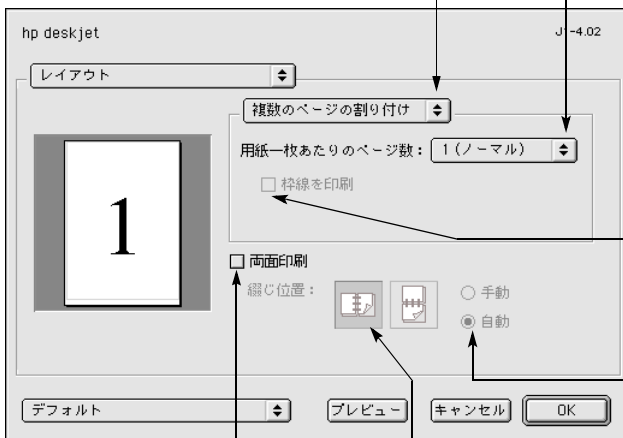 hp deskjet
J1-4.02
レイアウト
複数のページの割り付け
用紙一枚あたりのページ数： 1 (ノーマル)
枠線を印刷
1
両面印刷
綴じ位置：
手動
自動
デフォルト
プレビュー
キャンセル
OK